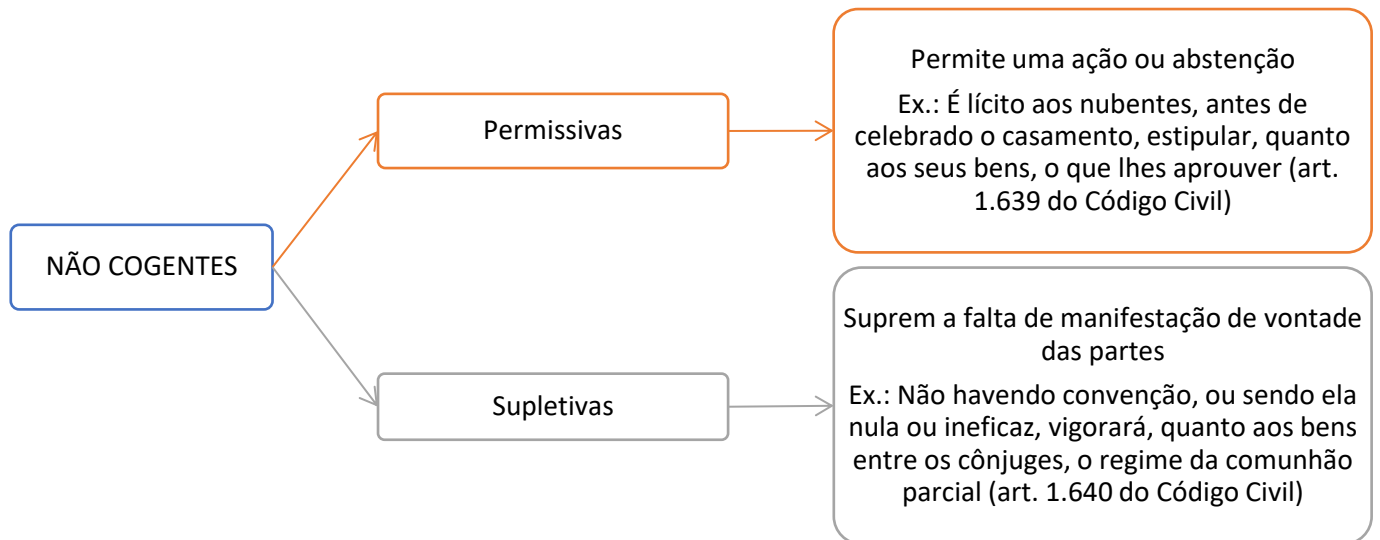 NÃO COGENTES
Permissivas
Permite uma ação ou abstenção
Ex.: É lícito aos nubentes, antes de
celebrado o casamento, estipular, quanto
aos seus bens, o que lhes aprouver (art.
1.639 do Código Civil)
Supletivas
Suprem a falta de manifestação de vontade
das partes
Ex.: Não havendo convenção, ou sendo ela
nula ou ineficaz, vigorará, quanto aos bens
entre os cônjuges, o regime da comunhão
parcial (art. 1.640 do Código Civil)